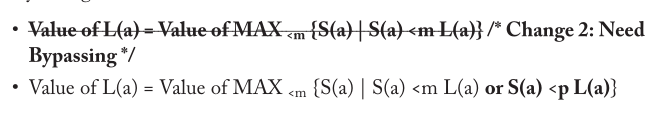 • Value of L(a) = Value of MAX <m {S(a) | S(a) <m L(a)} /* Change 2: Need
Bypassing */
• Value of L(a) = Value of MAX <m {S(a) | S(a) <m L(a) or S(a) <p L(a)}